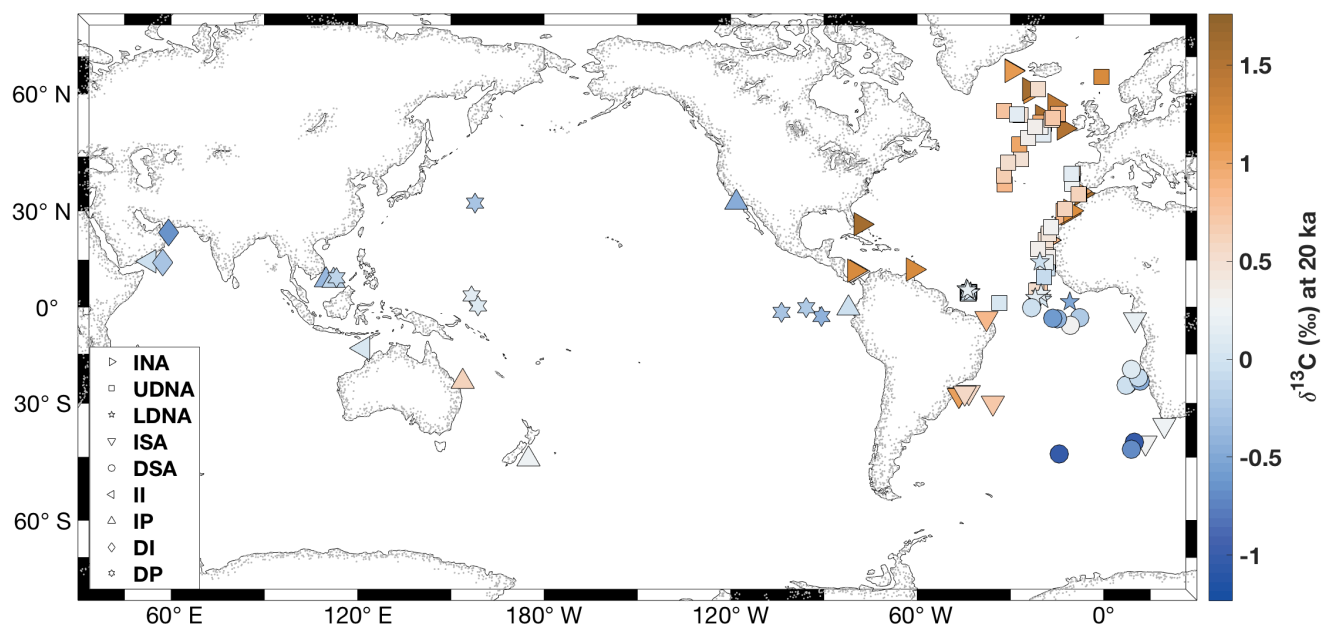 60° N
30° N
0°
30° S
60° S
INA
UDNA
LDNA
ISA
DSA
II
IP
DI
DP
60° E
120° E
180° W
120° W
60° W
0°
1.5
1
0.5
0
-0.5
-1
δ¹³C (‰) at 20 ka